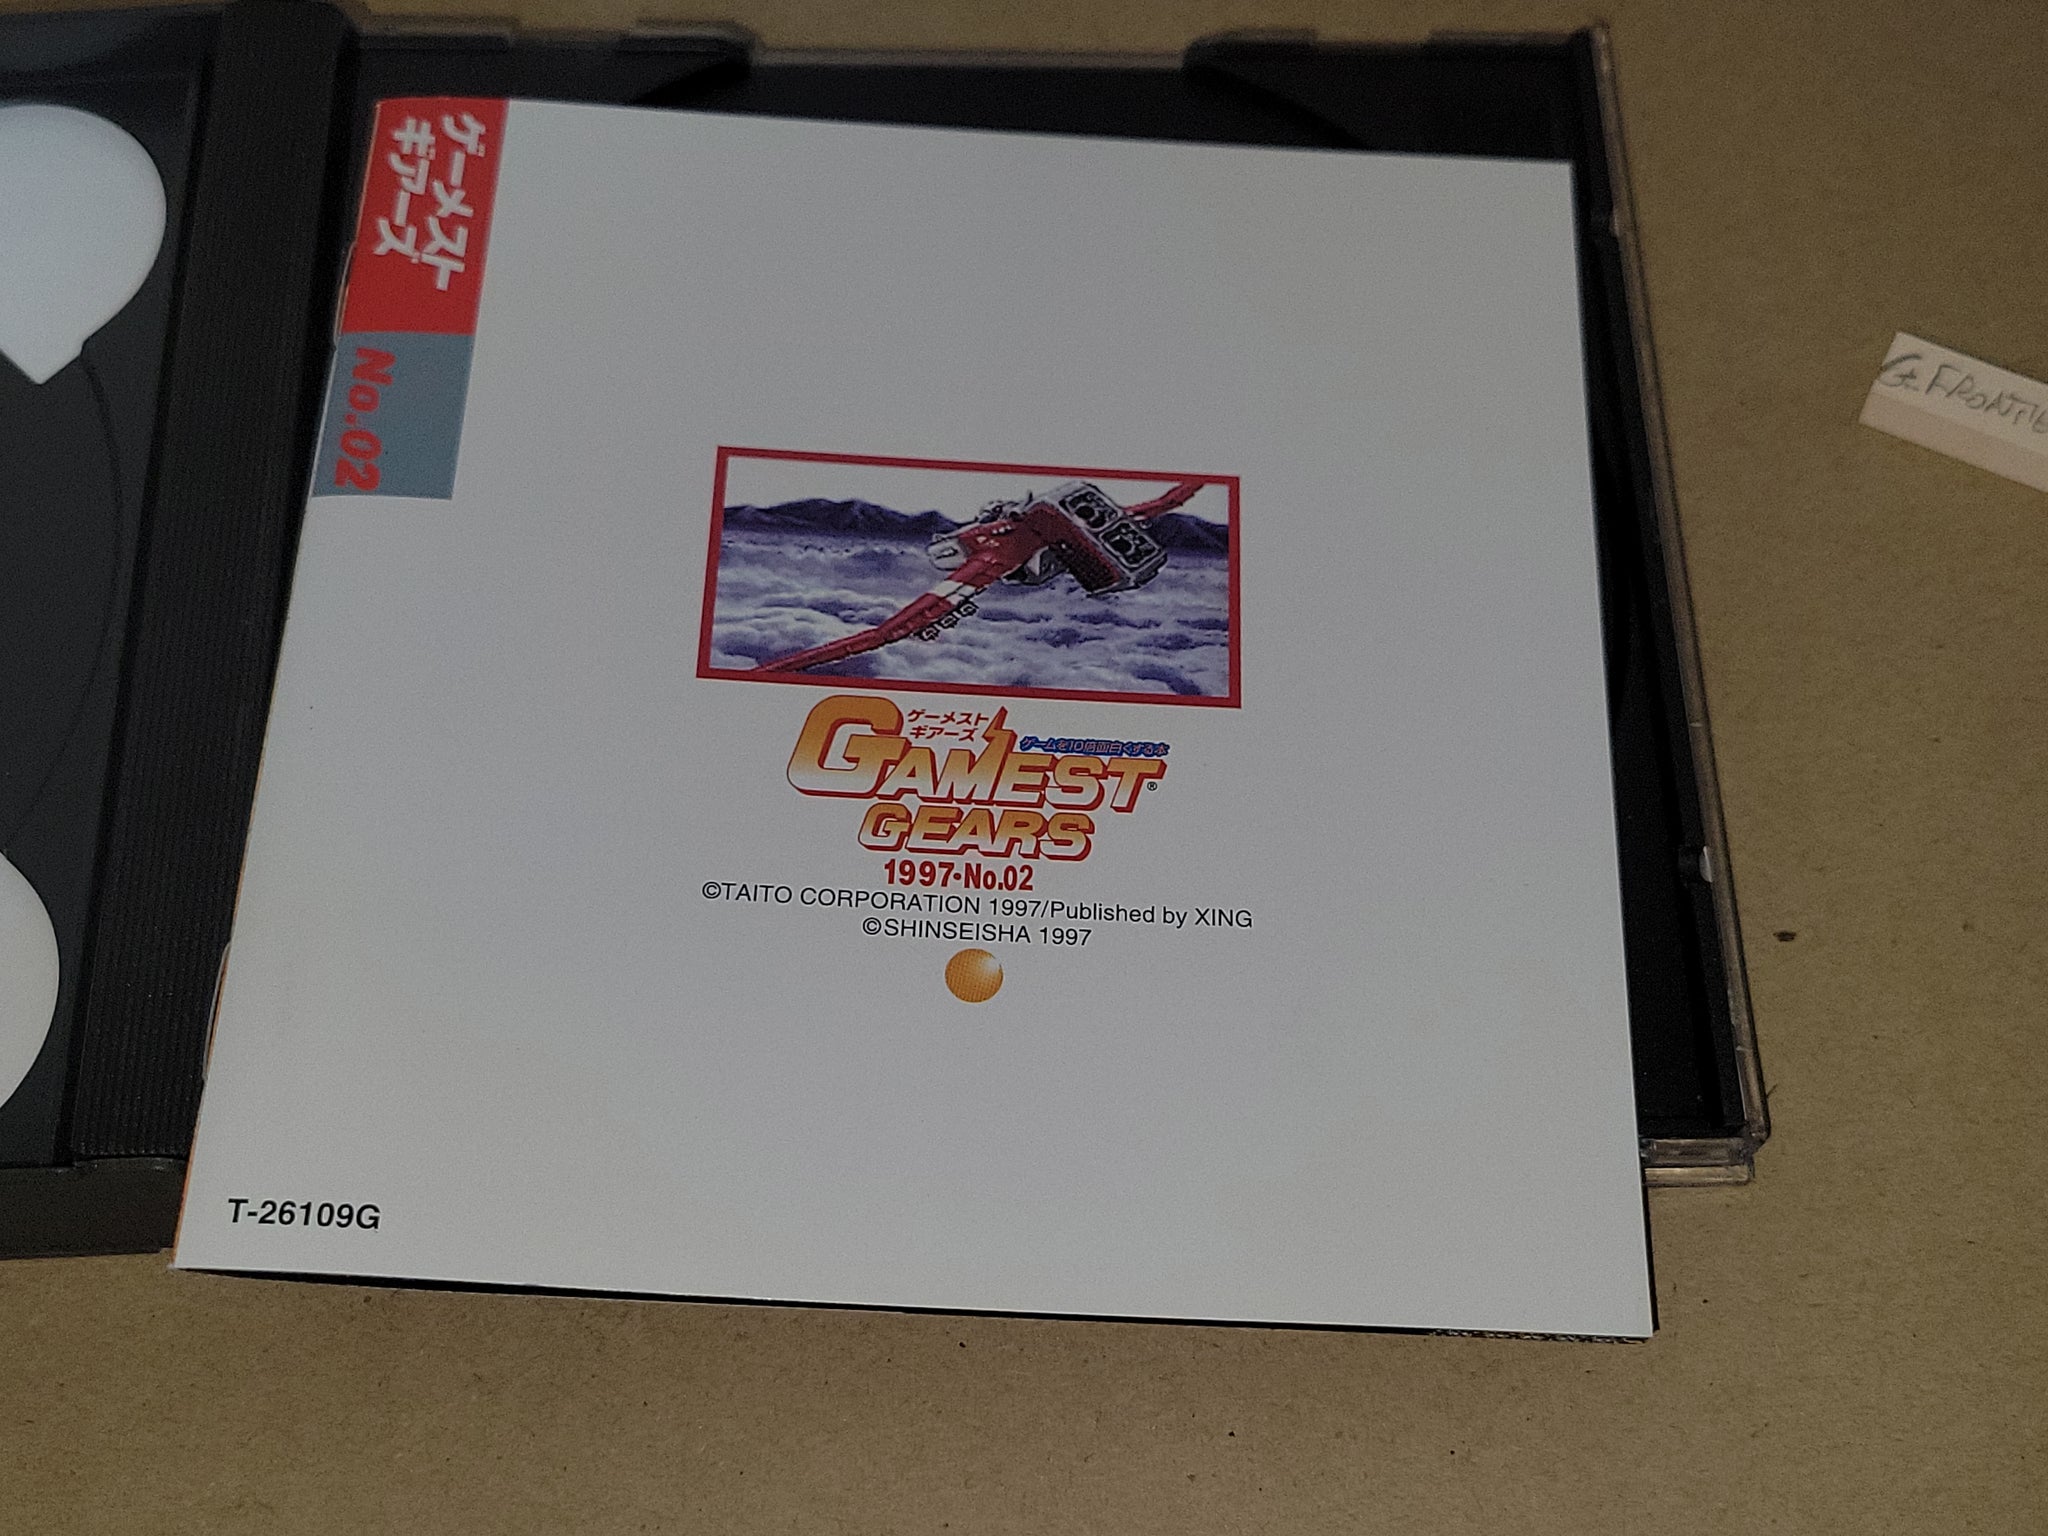 ゲーメスト
ギアーズ
No.02
ゲーメスト
ギアーズ
ゲームを10倍面白くする本
GAMEST®
GEARS
1997・No.02
©TAITO CORPORATION 1997/Published by XING
©SHINSEISHA 1997
T-26109G